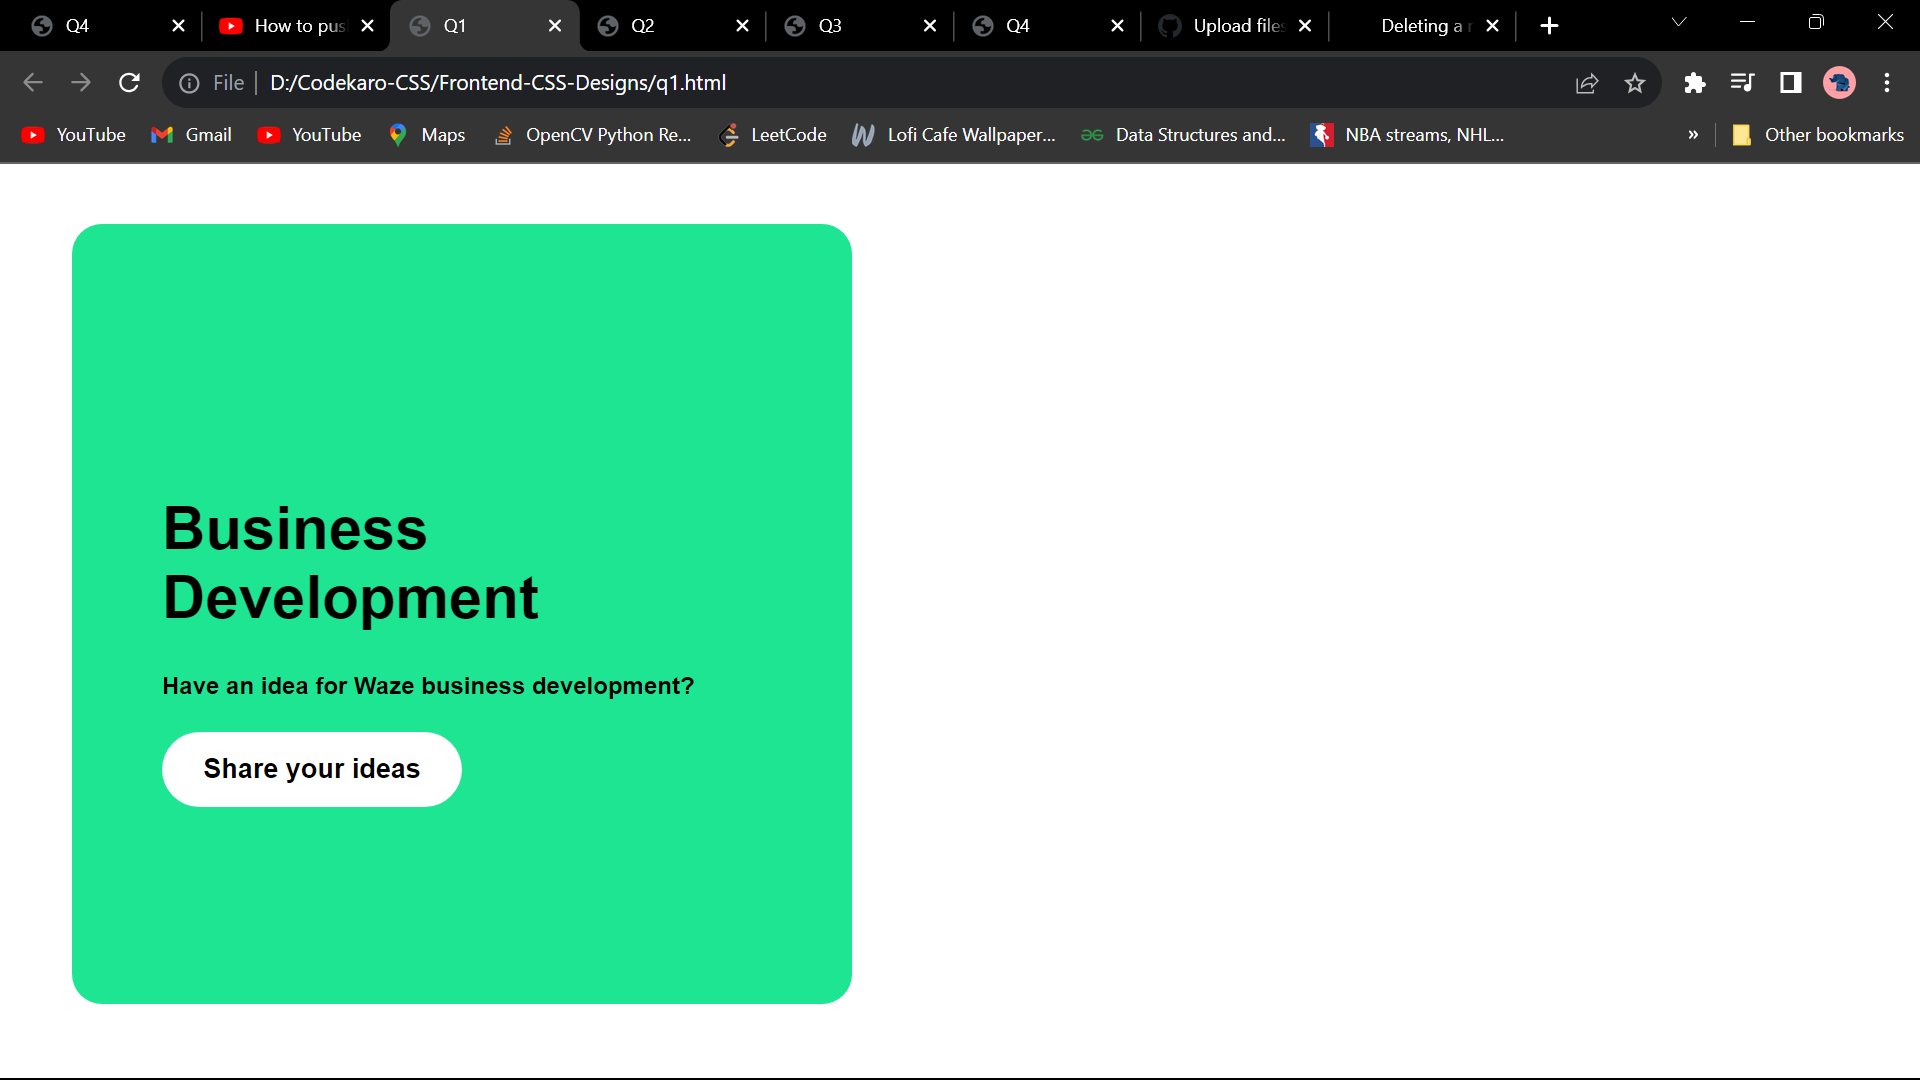 Q4
How to pus
Q1
Q2
Q3
Q4
Upload files
Deleting a r
File
D:/Codekaro-CSS/Frontend-CSS-Designs/q1.html
YouTube
Gmail
YouTube
Maps
OpenCV Python Re...
LeetCode
Lofi Cafe Wallpaper...
Data Structures and...
NBA streams, NHL...
»
Other bookmarks
Business
Development
Have an idea for Waze business development?
Share your ideas